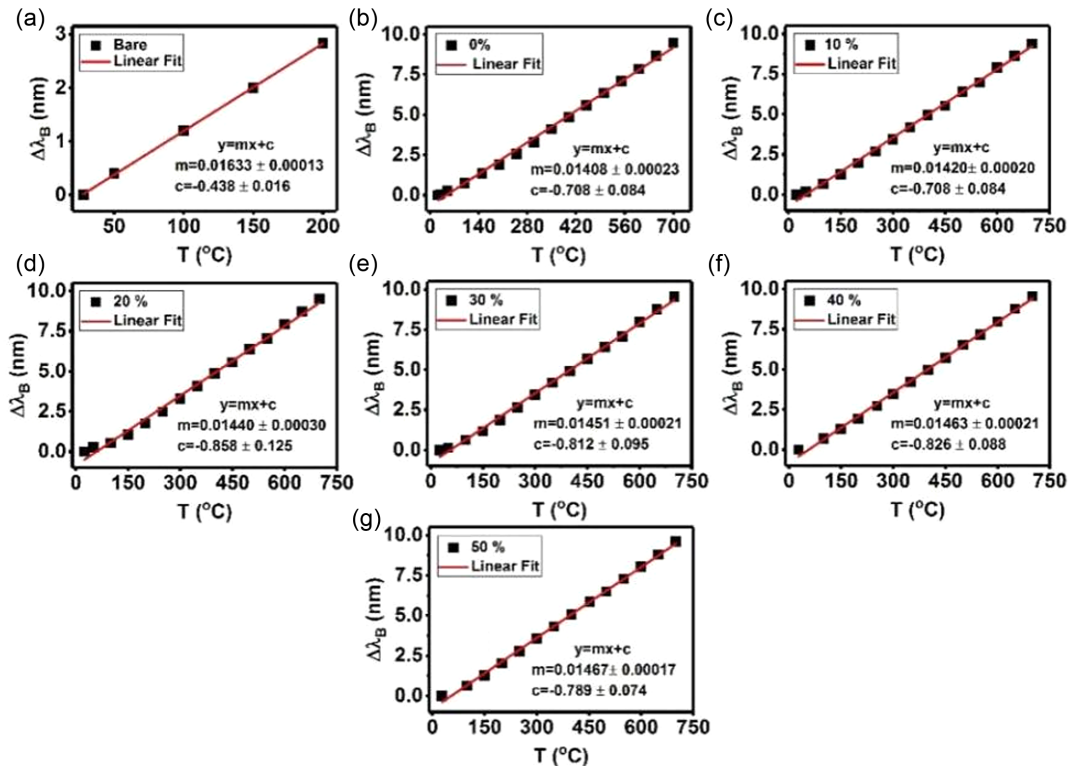 (a)
3
2
1
0
ΔλB (nm)
Bare
Linear Fit
y=mx+c
m=0.01633 ± 0.00013
c=-0.438 ± 0.016
50 100 150 200
T (°C)
(b)
10.0
7.5
5.0
2.5
0.0
ΔλB (nm)
0%
Linear Fit
y=mx+c
m=0.01408 ± 0.00023
c=-0.708 ± 0.084
0 140 280 420 560 700
T (°C)
(c)
10.0
7.5
5.0
2.5
0.0
ΔλB (nm)
10 %
Linear Fit
y=mx+c
m=0.01420± 0.00020
c=-0.708 ± 0.084
0 150 300 450 600 750
T (°C)
(d)
10.0
7.5
5.0
2.5
0.0
ΔλB (nm)
20 %
Linear Fit
y=mx+c
m=0.01440 ± 0.00030
c=-0.858 ± 0.125
0 150 300 450 600 750
T (°C)
(e)
10.0
7.5
5.0
2.5
0.0
ΔλB (nm)
30 %
Linear Fit
y=mx+c
m=0.01451 ± 0.00021
c=-0.812 ± 0.095
0 150 300 450 600 750
T (°C)
(f)
10.0
7.5
5.0
2.5
0.0
ΔλB (nm)
40 %
Linear Fit
y=mx+c
m=0.01463 ± 0.00021
c=-0.826 ± 0.088
0 150 300 450 600 750
T (°C)
(g)
10.0
7.5
5.0
2.5
0.0
ΔλB (nm)
50 %
Linear Fit
y=mx+c
m=0.01467± 0.00017
c=-0.789 ± 0.074
0 150 300 450 600 750
T (°C)